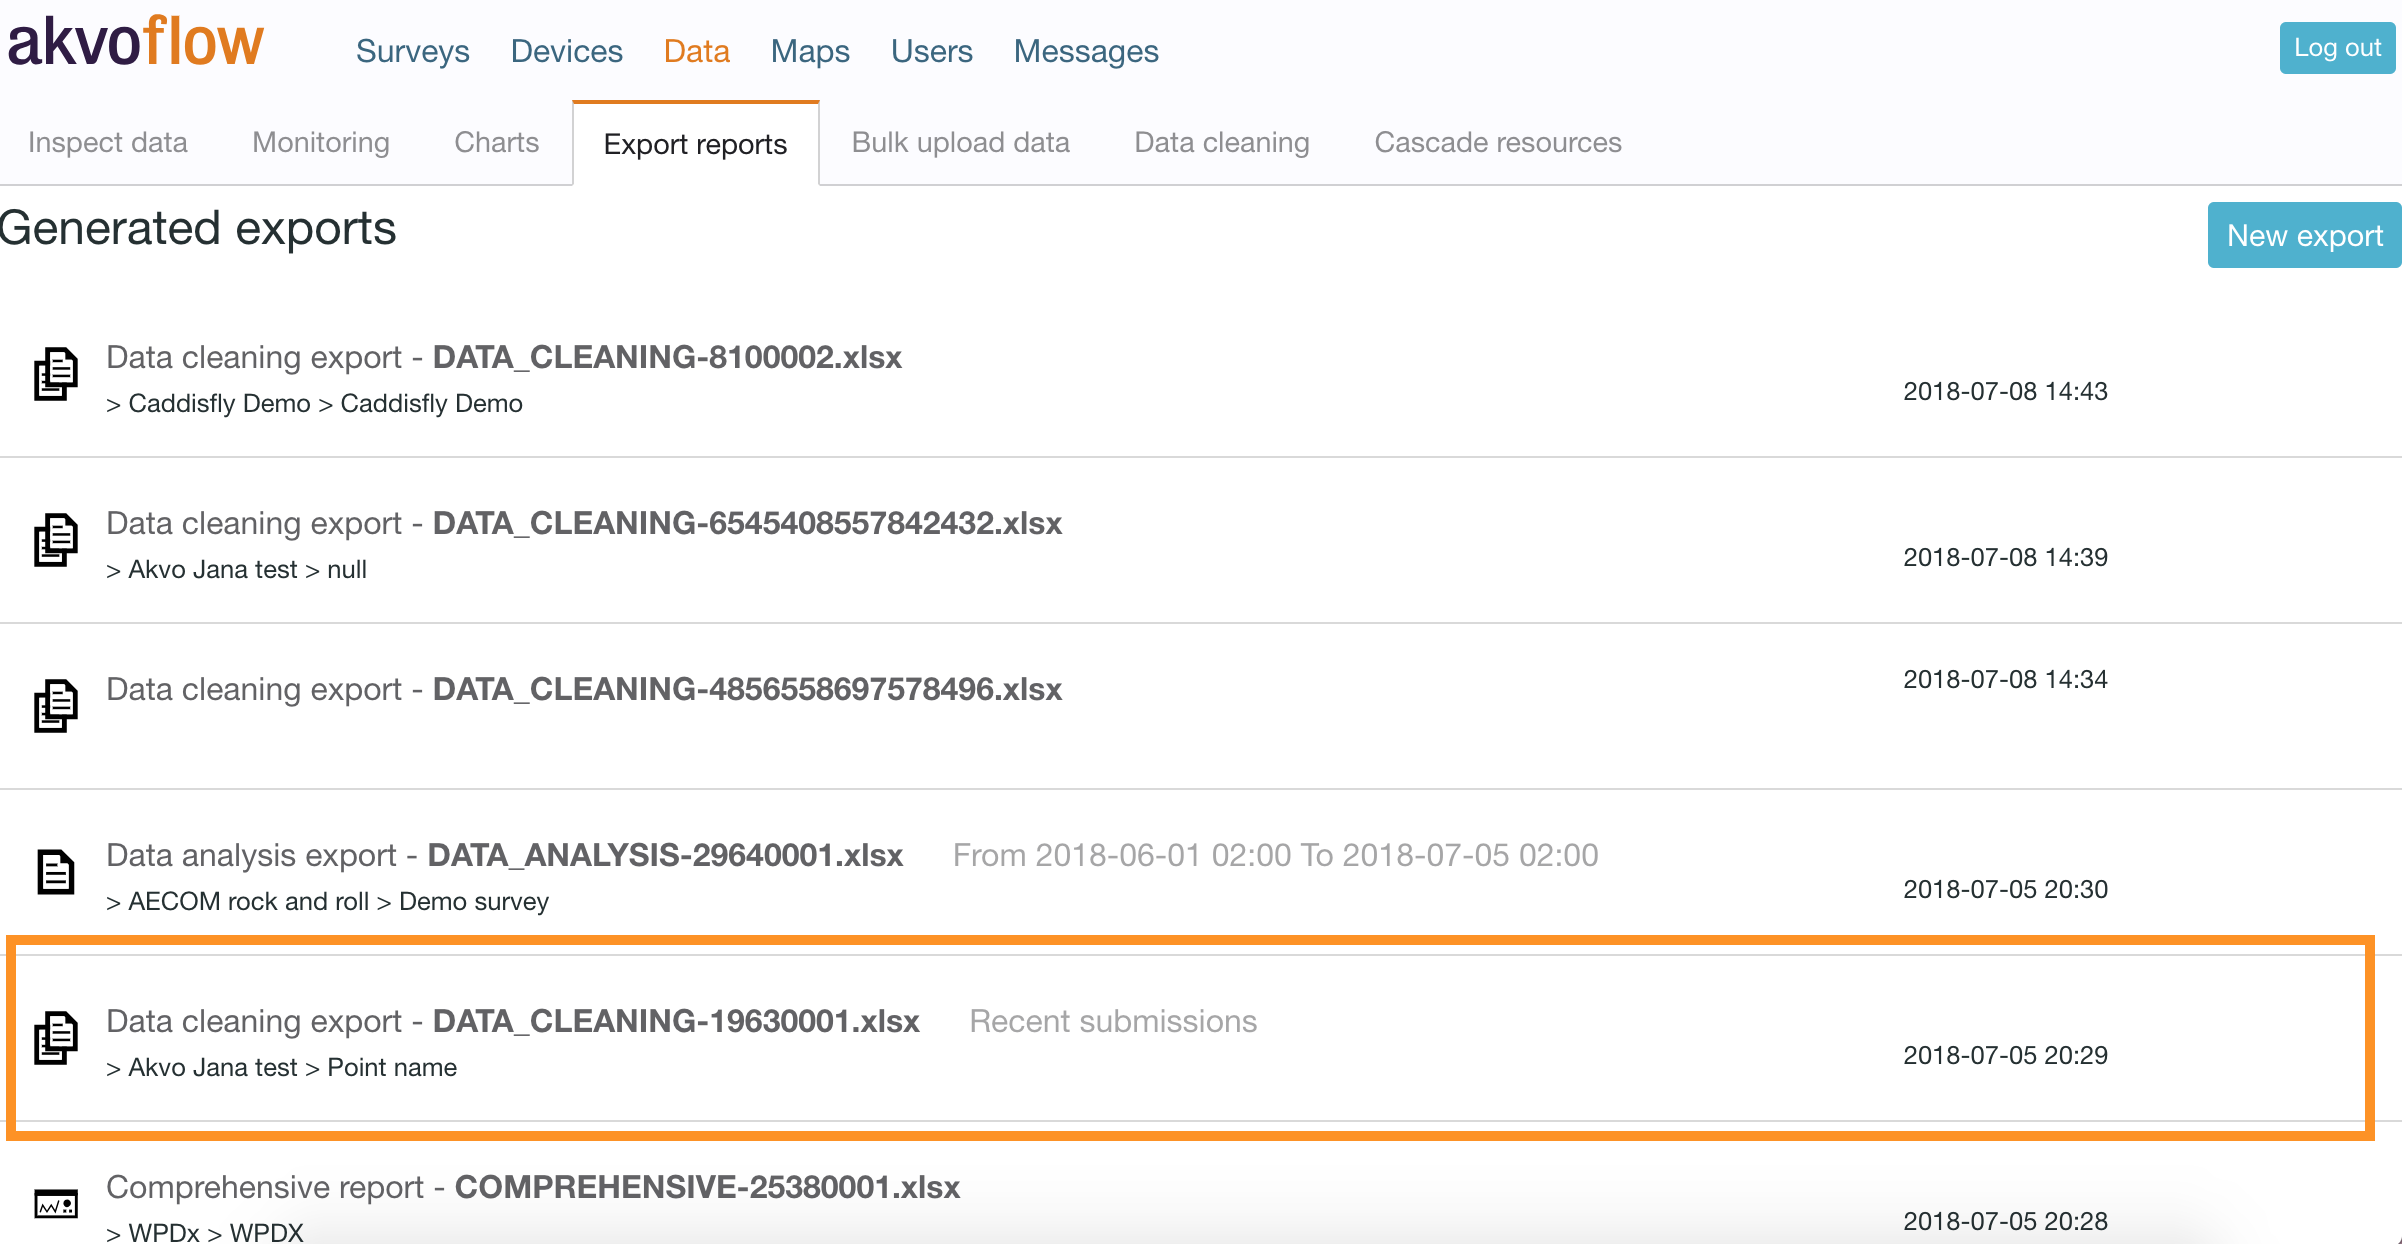 akvoflow Surveys Devices Data Maps Users Messages Log out
Inspect data Monitoring Charts Export reports Bulk upload data Data cleaning Cascade resources
Generated exports New export
Data cleaning export - DATA_CLEANING-8100002.xlsx
> Caddisfly Demo > Caddisfly Demo
2018-07-08 14:43
Data cleaning export - DATA_CLEANING-6545408557842432.xlsx
> Akvo Jana test > null
2018-07-08 14:39
Data cleaning export - DATA_CLEANING-4856558697578496.xlsx
2018-07-08 14:34
Data analysis export - DATA_ANALYSIS-29640001.xlsx From 2018-06-01 02:00 To 2018-07-05 02:00
> AECOM rock and roll > Demo survey
2018-07-05 20:30
Data cleaning export - DATA_CLEANING-19630001.xlsx Recent submissions
> Akvo Jana test > Point name
2018-07-05 20:29
Comprehensive report - COMPREHENSIVE-25380001.xlsx
> WPDx > WPDX
2018-07-05 20:28